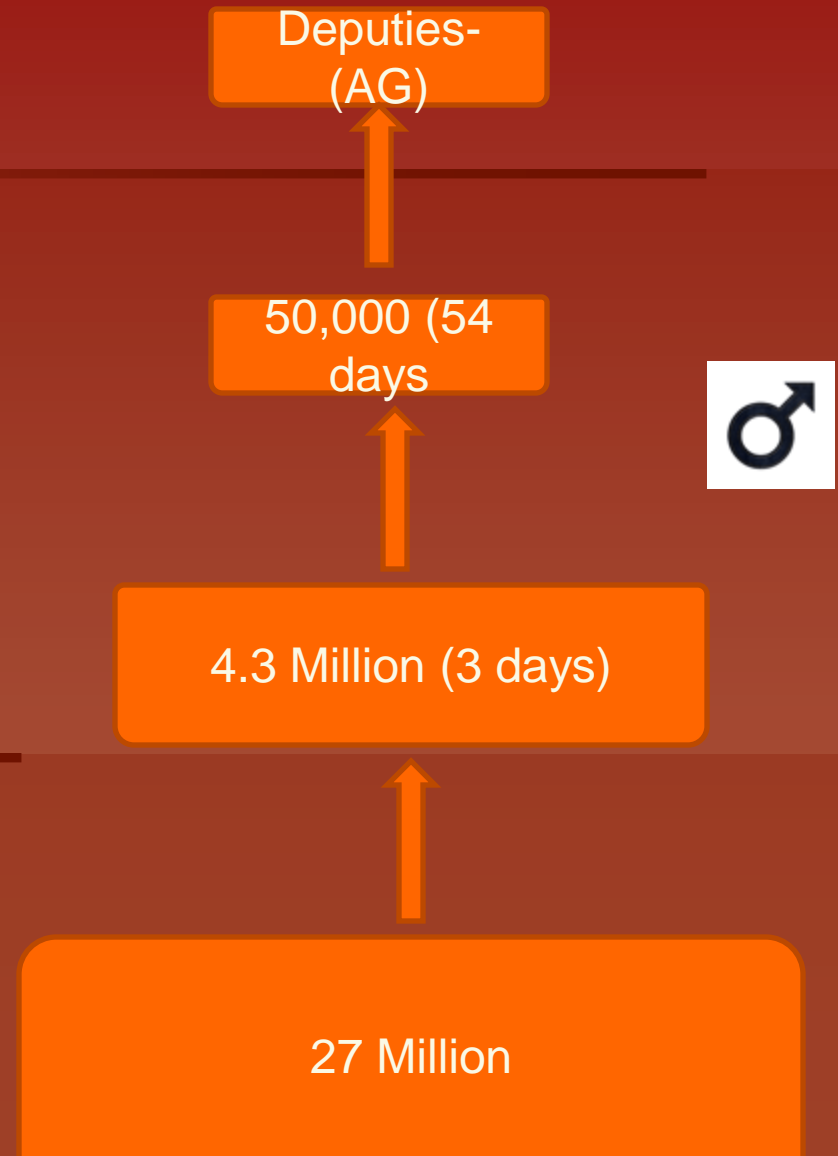 Deputies-
(AG)
50,000 (54
days
4.3 Million (3 days)
27 Million